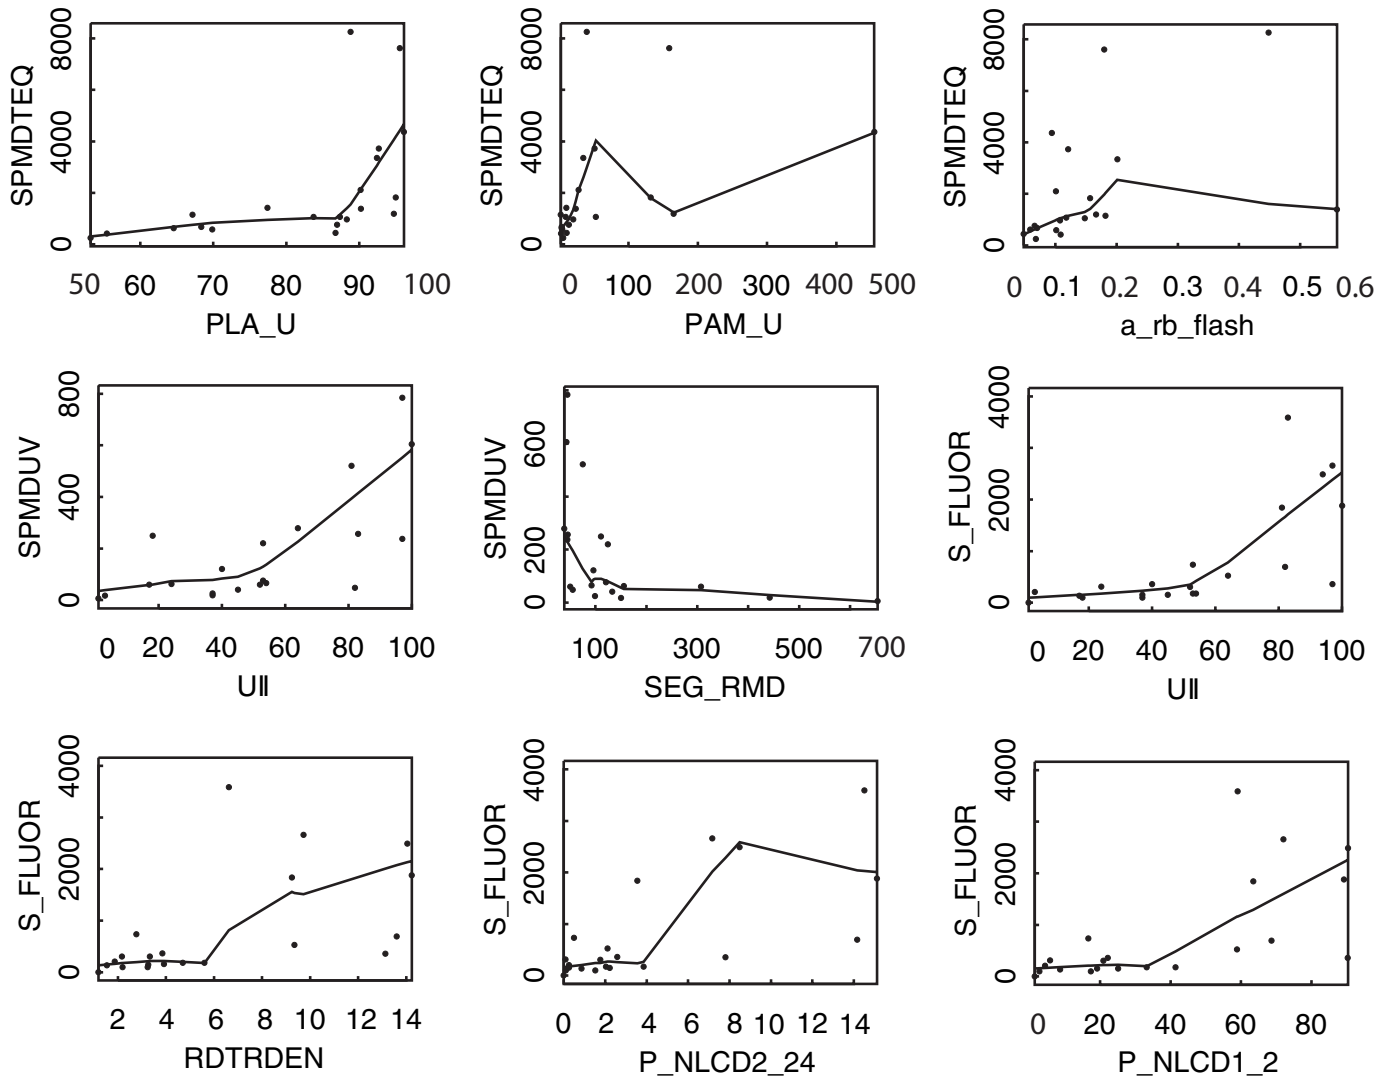 SPMDTEQ
0 4000 8000
50 60 70 80 90 100
PLA_U
SPMDTEQ
0 4000 8000
0 100 200 300 400 500
PAM_U
SPMDTEQ
0 4000 8000
0 0.1 0.2 0.3 0.4 0.5 0.6
a_rb_flash
SPMDUV
0 400 800
0 20 40 60 80 100
UII
SPMDUV
0 200 600
100 300 500 700
SEG_RMD
S_FLUOR
0 2000 4000
0 20 40 60 80 100
UII
S_FLUOR
0 2000 4000
2 4 6 8 10 12 14
RDTRDEN
S_FLUOR
0 2000 4000
0 2 4 6 8 10 12 14
P_NLCD2_24
S_FLUOR
0 2000 4000
0 20 40 60 80
P_NLCD1_2